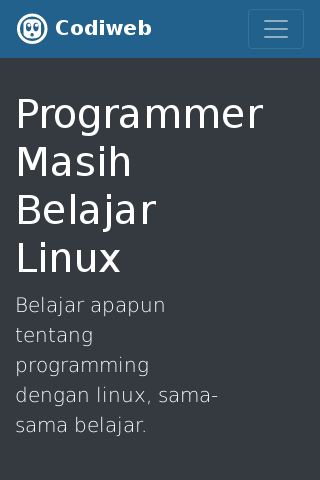 Codiweb
Programmer
Masih
Belajar
Linux
Belajar apapun
tentang
programming
dengan linux, sama-
sama belajar.